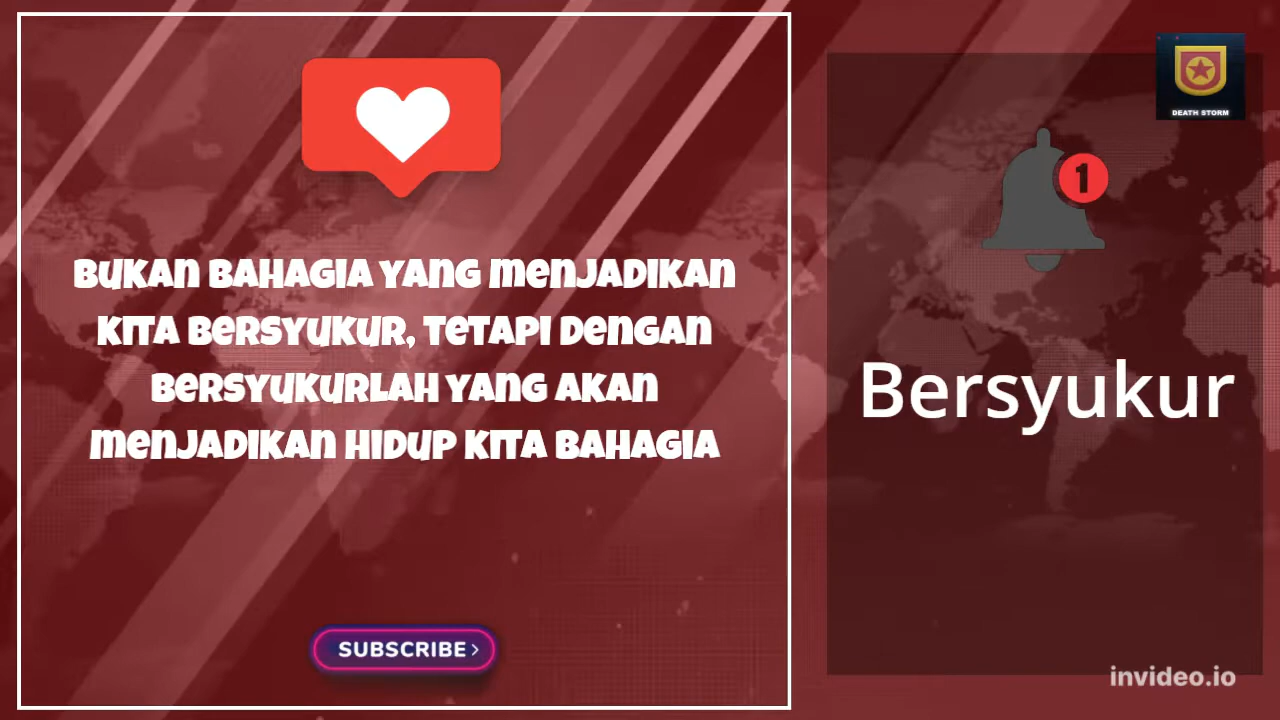 Bukan bahagia yang menjadikan
kita bersyukur, tetapi dengan
bersyukurlah yang akan
menjadikan hidup kita bahagia
SUBSCRIBE >
DEATH STORM
1
Bersyukur
invideo.io